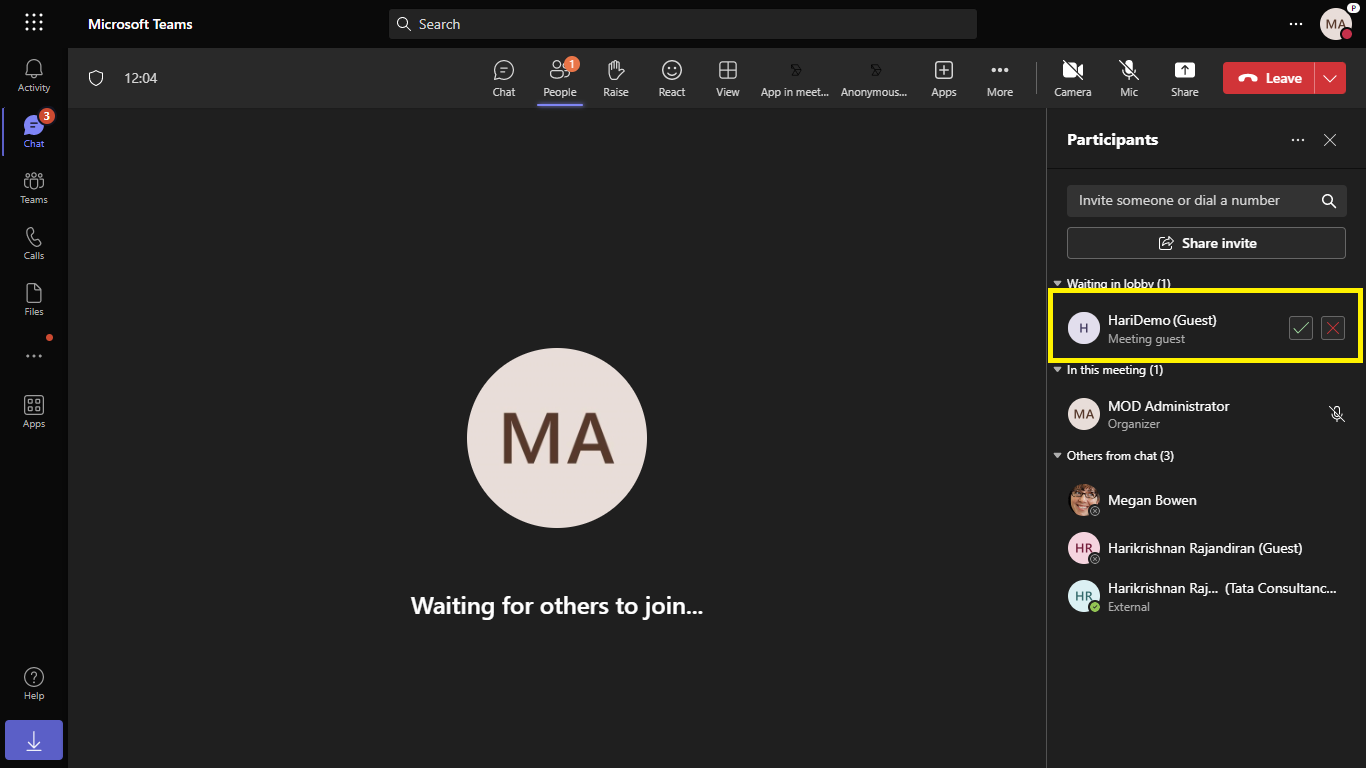 Microsoft Teams
Search
MA
P
Activity
3
Chat
Teams
Calls
Files
Apps
Help
12:04
Chat
1
People
Raise
React
View
App in meet...
Anonymous...
Apps
More
Camera
Mic
Share
Leave
MA
Waiting for others to join...
Participants
Invite someone or dial a number
Share invite
Waiting in lobby (1)
H
HariDemo (Guest)
Meeting guest
In this meeting (1)
MA
MOD Administrator
Organizer
Others from chat (3)
Megan Bowen
HR
Harikrishnan Rajandiran (Guest)
HR
Harikrishnan Raj... (Tata Consultanc...
External